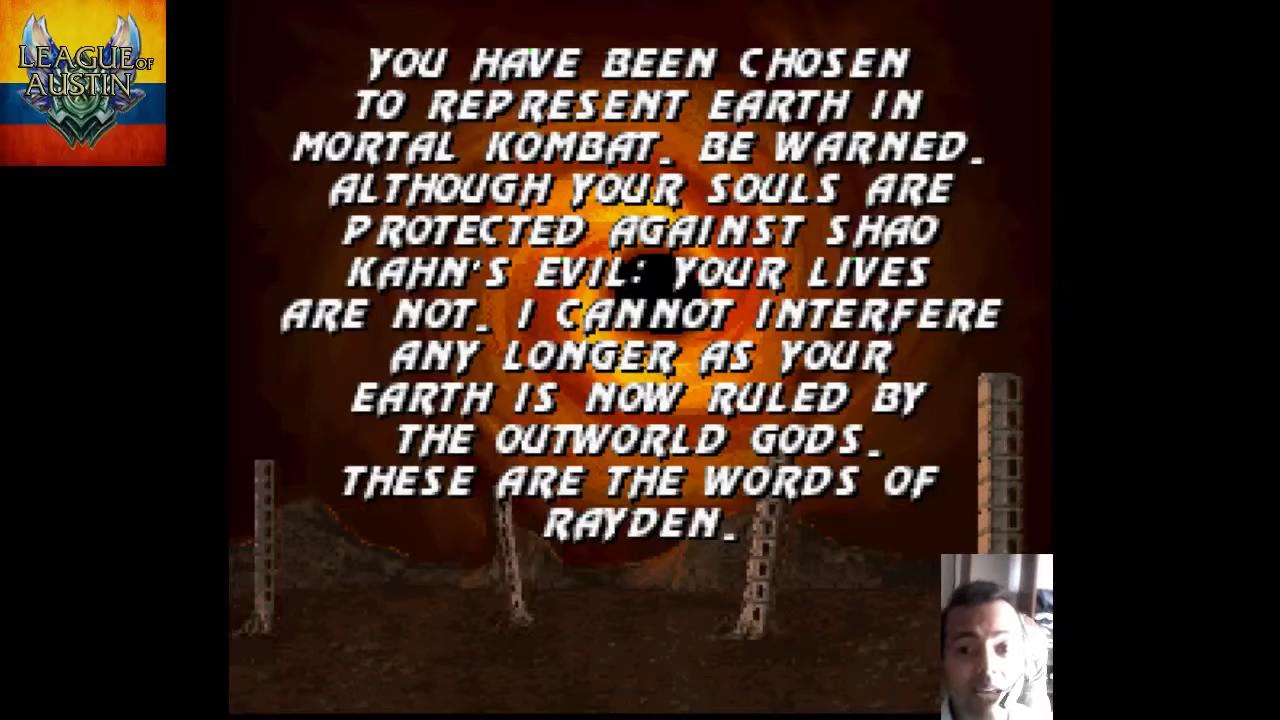 LEAGUE OF
AUSTIN
YOU HAVE BEEN CHOSEN
TO REPRESENT EARTH IN
MORTAL KOMBAT. BE WARNED.
ALTHOUGH YOUR SOULS ARE
PROTECTED AGAINST SHAO
KAHN'S EVIL: YOUR LIVES
ARE NOT. I CANNOT INTERFERE
ANY LONGER AS YOUR
EARTH IS NOW RULED BY
THE OUTWORLD GODS.
THESE ARE THE WORDS OF
RAYDEN.